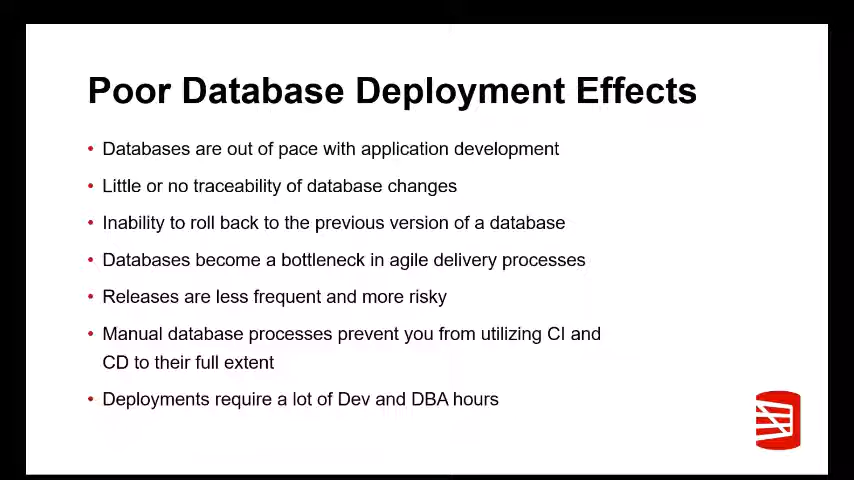 Poor Database Deployment Effects
• Databases are out of pace with application development
• Little or no traceability of database changes
• Inability to roll back to the previous version of a database
• Databases become a bottleneck in agile delivery processes
• Releases are less frequent and more risky
• Manual database processes prevent you from utilizing CI and
CD to their full extent
• Deployments require a lot of Dev and DBA hours